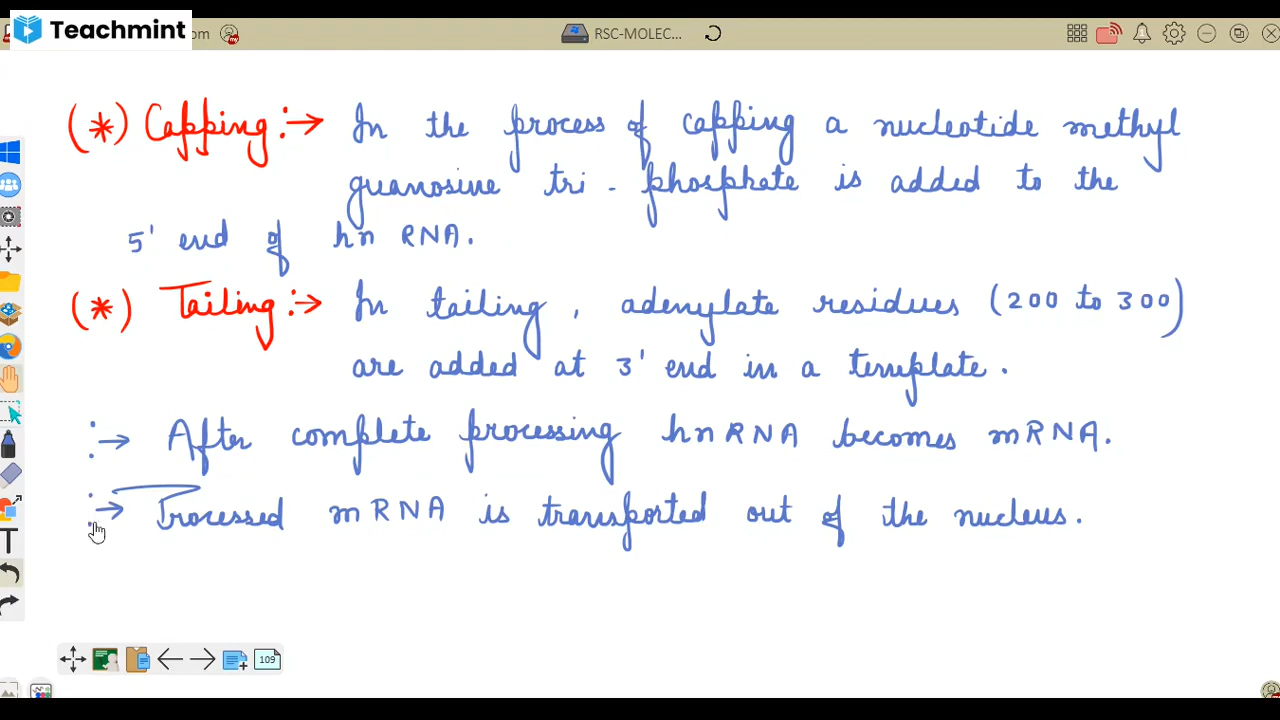 Teachmint
om
RSC-MOLEC...
(*) Capping :→ In the process of capping a nucleotide methyl
guanosine tri - phosphate is added to the
5' end of hn RNA.
(*) Tailing :→ In tailing, adenylate residues (200 to 300)
are added at 3' end in a template.
:→ After complete processing hnRNA becomes mRNA.
:→ Processed mRNA is transported out of the nucleus.
T
109